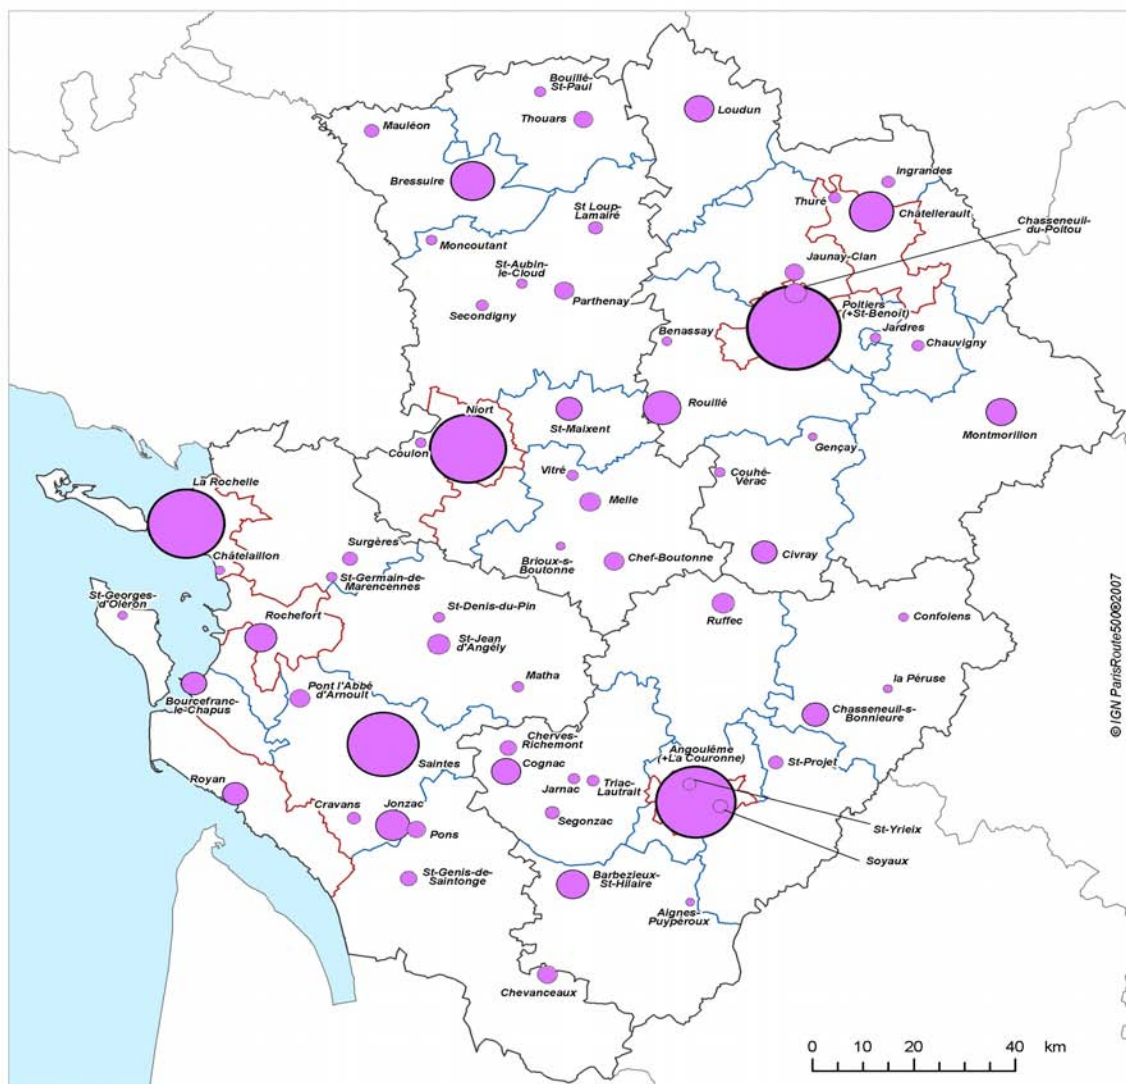 Bouillé-
St-Paul
Thouars
Loudun
Mauléon
Bressuire
Ingrandes
Thuré
Châtellerault
Chasseneuil-
du-Poitou
St Loup-
Lamairé
Moncoutant
Jaunay-Clan
St-Aubin-
le-Cloud
Parthenay
Secondigny
Poitiers
(+St-Benoît)
Benassay
Jardres
Chauvigny
Rouillé
Niort
St-Maixent
Montmorillon
Coulon
Gençay
Vitré
Couhé-
Vérac
La Rochelle
Melle
Surgères
Châtelaillon
St-Germain-de-
Marencennes
Brioux-s-
Boutonne
Chef-Boutonne
Civray
St-Georges-
d'Oléron
Rochefort
St-Denis-du-Pin
St-Jean
d'Angély
Ruffec
Confolens
Matha
la Péruse
Bourcefranc-
le-Chapus
Pont l'Abbé
d'Arnoult
Chasseneuil-s-
Bonnieure
Saintes
Cherves-
Richemont
Cognac
Angoulême
(+La Couronne)
St-Projet
Royan
Jarnac
Triac-
Lautrait
Cravans
Jonzac
Pons
Segonzac
St-Yrieix
Soyaux
St-Genis-de-
Saintonge
Barbezieux-
St-Hilaire
Aignes-
Puypéroux
Chevanceaux
© IGN ParisRoute500®2007
0 10 20 40 km